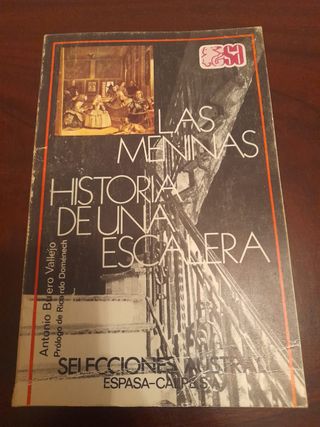 LAS
MENINAS
HISTORIA
DE UNA
ESCALERA
Antonio Buero Vallejo
Prólogo de Ricardo Doménech
SELECCIONES AUSTRAL
ESPASA-CALPE, S.A.